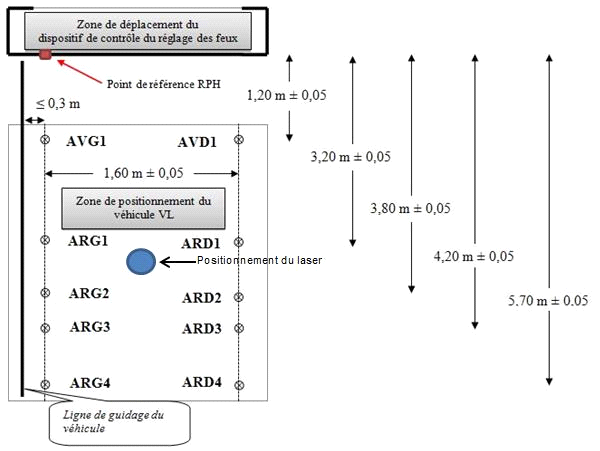 Zone de déplacement du
dispositif de contrôle du réglage des feux
Point de référence RPH
≤ 0,3 m
1,20 m ± 0,05
AVG1
AVD1
3,20 m ± 0,05
1,60 m ± 0,05
Zone de positionnement du
véhicule VL
3,80 m ± 0,05
ARG1
ARD1
Positionnement du laser
4,20 m ± 0,05
ARG2
ARD2
5.70 m ± 0.05
ARG3
ARD3
ARG4
ARD4
Ligne de guidage du
véhicule